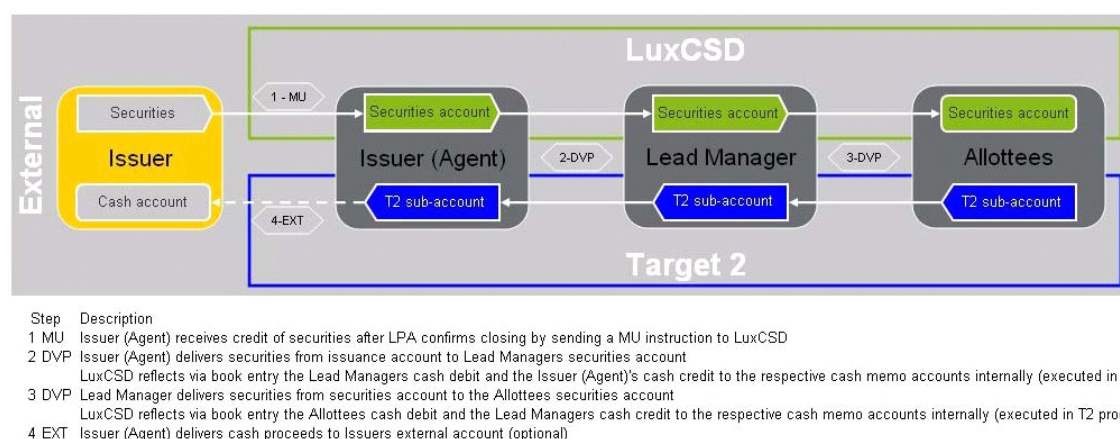 LuxCSD
External
Securities
1 - MU
Securities account
Securities account
Securities account
Issuer
Issuer (Agent)
2-DVP
Lead Manager
3-DVP
Allottees
Cash account
4-EXT
T2 sub-account
T2 sub-account
T2 sub-account
Target 2
Step Description
1 MU Issuer (Agent) receives credit of securities after LPA confirms closing by sending a MU instruction to LuxCSD
2 DVP Issuer (Agent) delivers securities from issuance account to Lead Managers securities account
LuxCSD reflects via book entry the Lead Managers cash debit and the Issuer (Agent)'s cash credit to the respective cash memo accounts internally (executed in
3 DVP Lead Manager delivers securities from securities account to the Allottees securities account
LuxCSD reflects via book entry the Allottees cash debit and the Lead Managers cash credit to the respective cash memo accounts internally (executed in T2 pro
4 EXT Issuer (Agent) delivers cash proceeds to Issuers external account (optional)